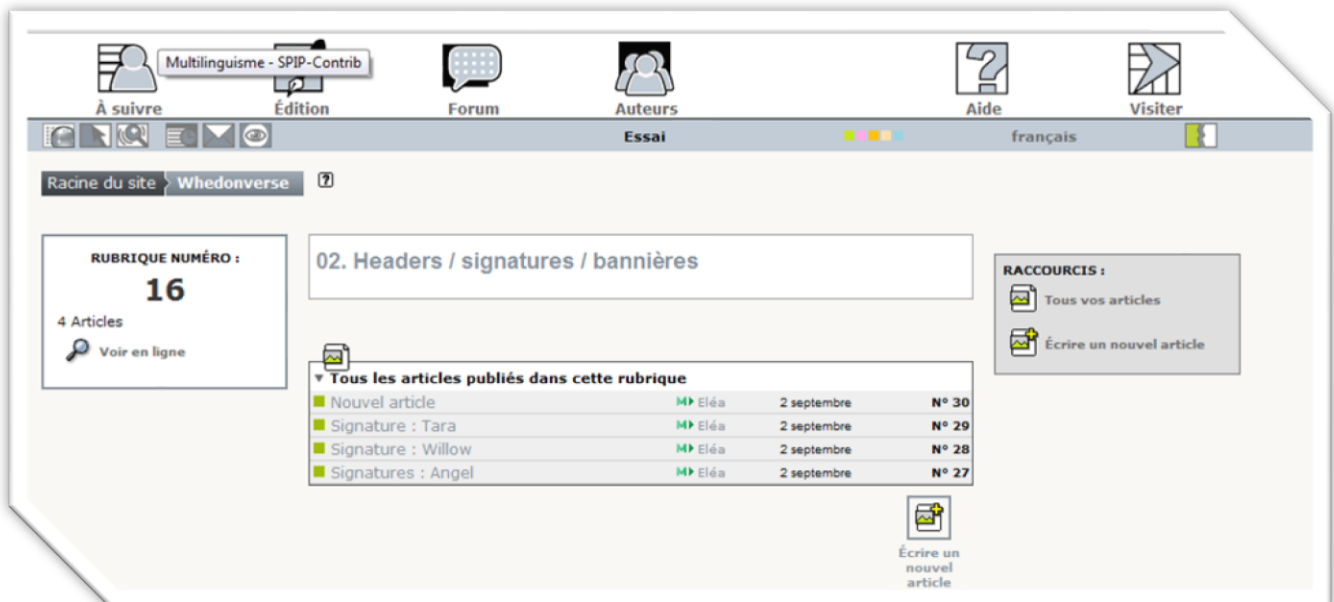 Multilinguisme - SPIP-Contrib
À suivre
Édition
Forum
Auteurs
Aide
Visiter
Essai
français
Racine du site
Whedonverse
?
RUBRIQUE NUMÉRO :
16
4 Articles
Voir en ligne
02. Headers / signatures / bannières
Tous les articles publiés dans cette rubrique
Nouvel article Eléa 2 septembre N° 30
Signature : Tara Eléa 2 septembre N° 29
Signature : Willow Eléa 2 septembre N° 28
Signatures : Angel Eléa 2 septembre N° 27
Écrire un
nouvel
article
RACCOURCIS :
Tous vos articles
Écrire un nouvel article